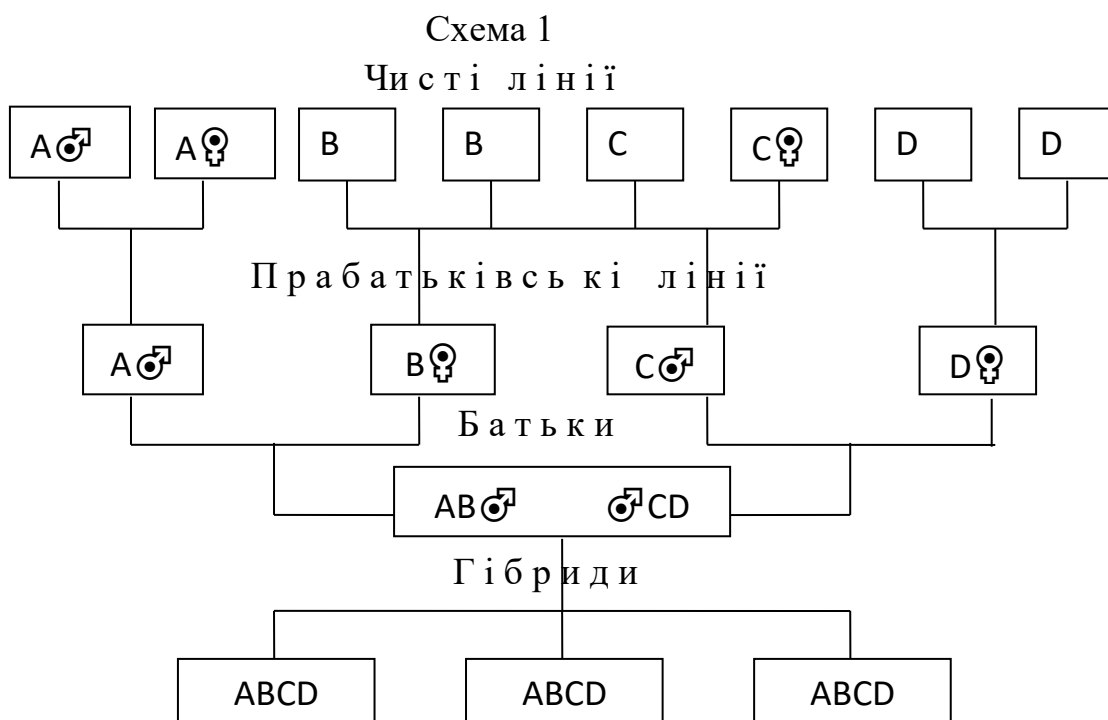 Схема 1
Чисті лінії
A♂ A♀ B B C C♀ D D
Прабатьківські лінії
A♂ B♀ C♂ D♀
Батьки
AB♂ ♂CD
Гібриди
ABCD ABCD ABCD